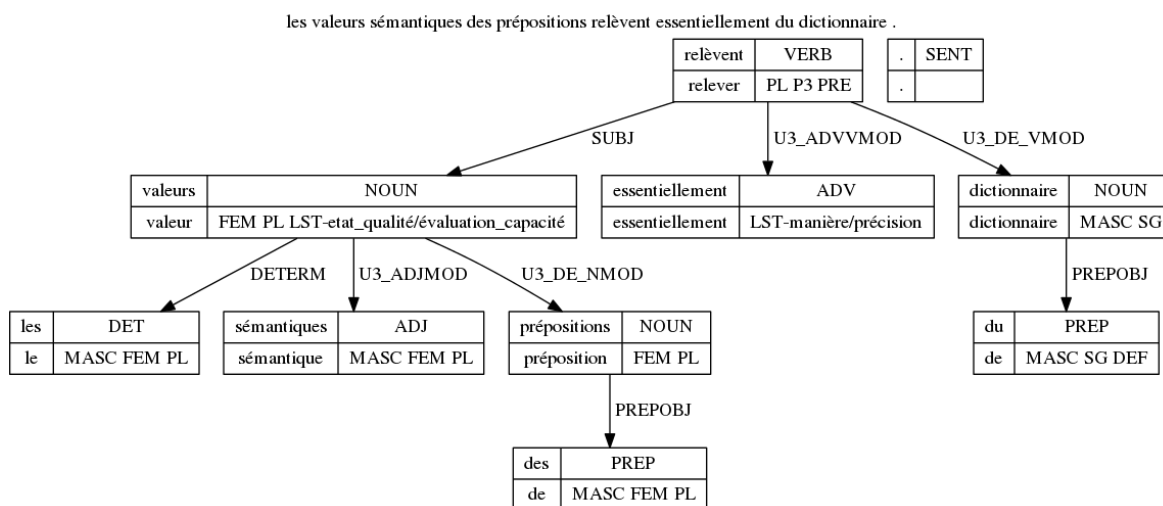 les valeurs sémantiques des prépositions relèvent essentiellement du dictionnaire .
relèvent VERB
relever PL P3 PRE
. SENT
.
SUBJ
U3_ADVVMOD
U3_DE_VMOD
valeurs NOUN
valeur FEM PL LST-etat_qualité/évaluation_capacité
essentiellement ADV
essentiellement LST-manière/précision
dictionnaire NOUN
dictionnaire MASC SG
DETERM
U3_ADJMOD
U3_DE_NMOD
PREPOBJ
les DET
le MASC FEM PL
sémantiques ADJ
sémantique MASC FEM PL
prépositions NOUN
préposition FEM PL
du PREP
de MASC SG DEF
PREPOBJ
des PREP
de MASC FEM PL